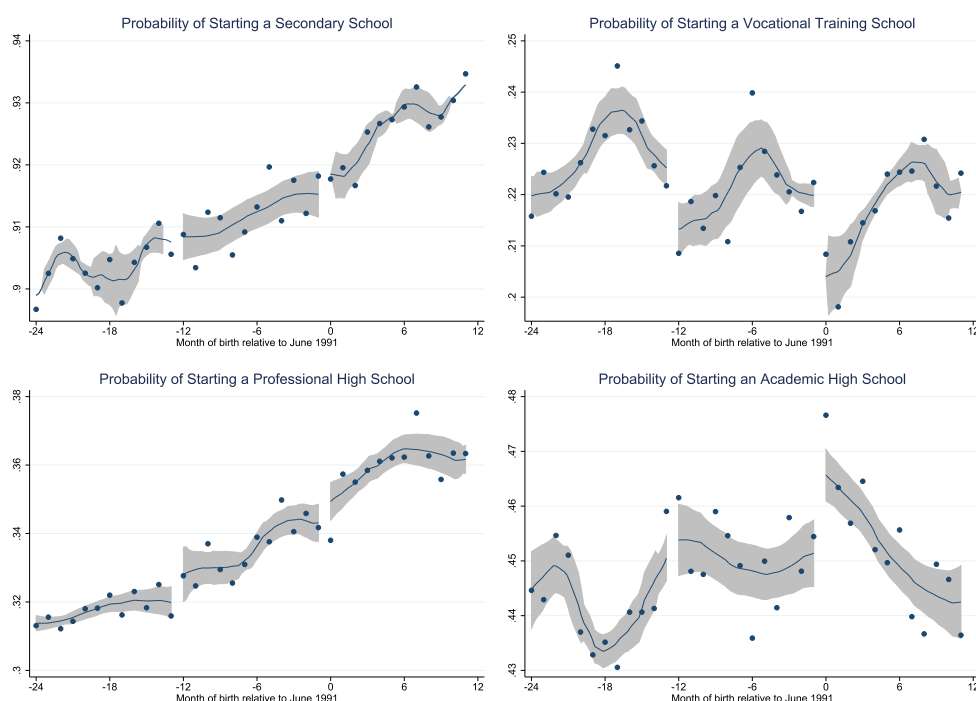 Probability of Starting a Secondary School
.94
.93
.92
.91
.9
-24 -18 -12 -6 0 6 12
Month of birth relative to June 1991
Probability of Starting a Vocational Training School
.25
.24
.23
.22
.21
.2
-24 -18 -12 -6 0 6 12
Month of birth relative to June 1991
Probability of Starting a Professional High School
.38
.36
.34
.32
.3
-24 -18 -12 -6 0 6 12
Month of birth relative to June 1991
Probability of Starting an Academic High School
.48
.47
.46
.45
.44
.43
-24 -18 -12 -6 0 6 12
Month of birth relative to June 1991